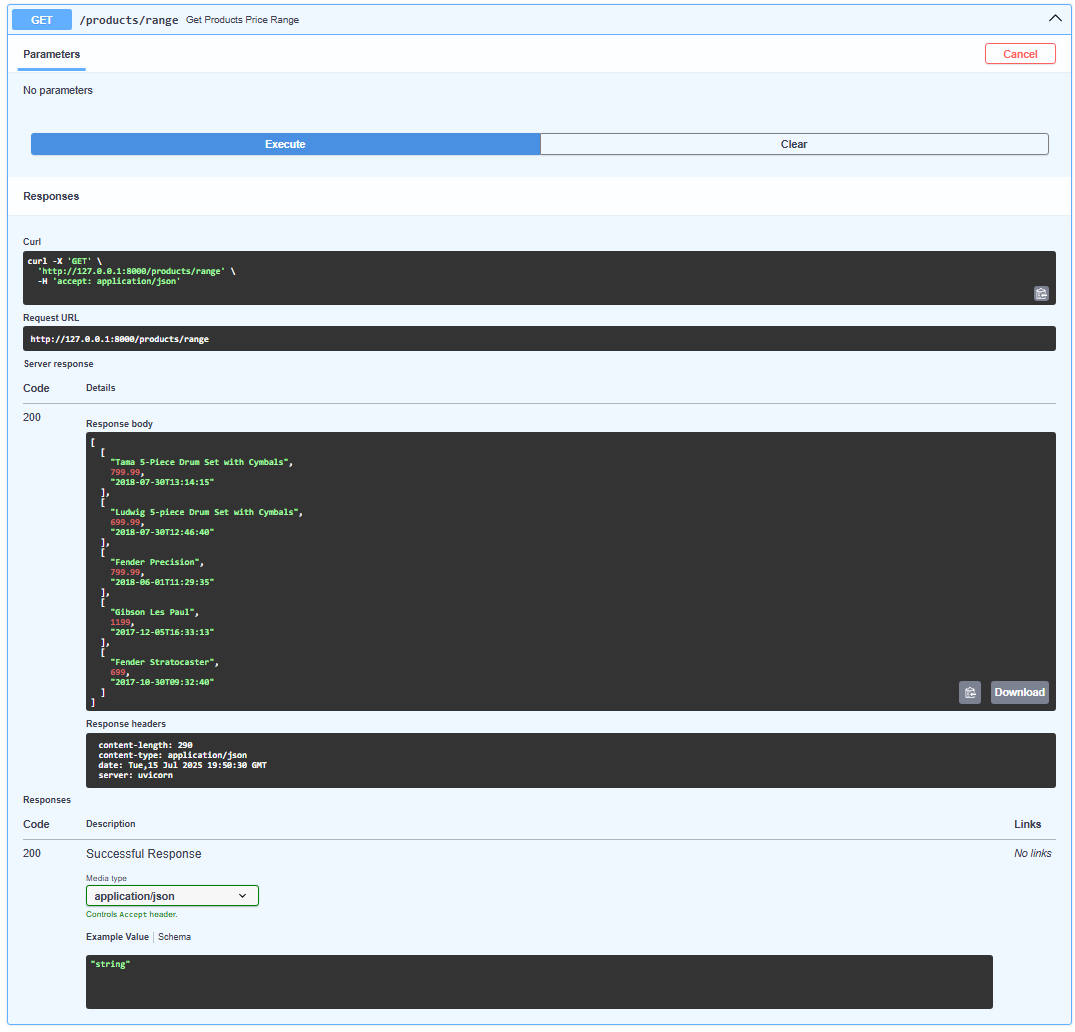 GET /products/range Get Products Price Range
Parameters
Cancel
No parameters
Execute
Clear
Responses
Curl
curl -X 'GET' \
  'http://127.0.0.1:8000/products/range' \
  -H 'accept: application/json'
Request URL
http://127.0.0.1:8000/products/range
Server response
Code Details
200
Response body
[
  [
    "Tama 5-Piece Drum Set with Cymbals",
    799.99,
    "2018-07-30T13:14:15"
  ],
  [
    "Ludwig 5-piece Drum Set with Cymbals",
    699.99,
    "2018-07-30T12:46:40"
  ],
  [
    "Fender Precision",
    799.99,
    "2018-06-01T11:29:35"
  ],
  [
    "Gibson Les Paul",
    1199,
    "2017-12-05T16:33:13"
  ],
  [
    "Fender Stratocaster",
    699,
    "2017-10-30T09:32:40"
  ]
]
Download
Response headers
content-length: 290
content-type: application/json
date: Tue,15 Jul 2025 19:50:30 GMT
server: uvicorn
Responses
Code Description Links
200 Successful Response No links
Media type
application/json
Controls Accept header.
Example Value | Schema
"string"